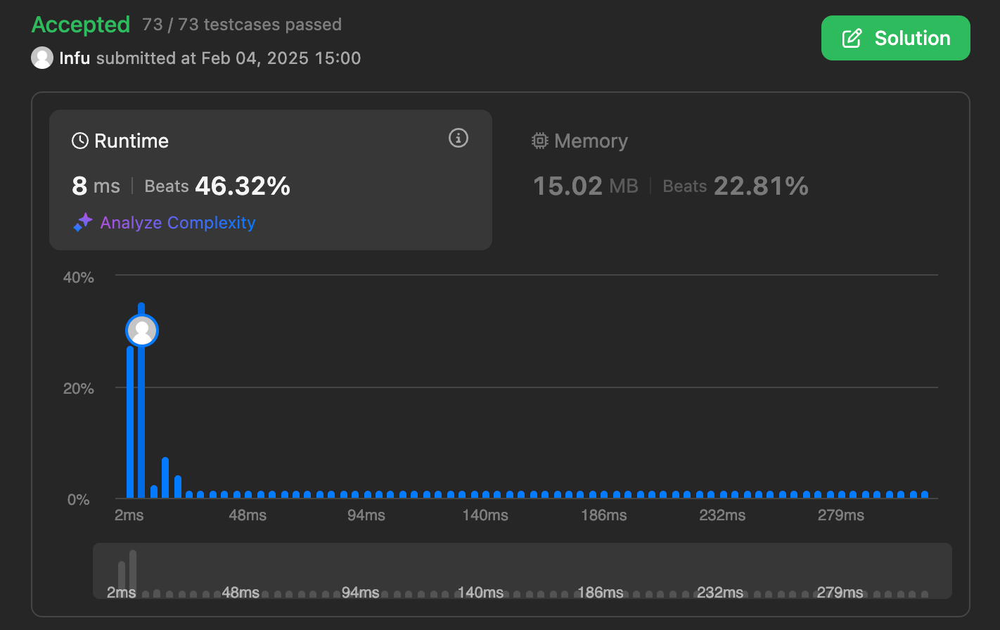 Accepted 73 / 73 testcases passed
Infu submitted at Feb 04, 2025 15:00
Solution
Runtime
8 ms Beats 46.32%
Analyze Complexity
Memory
15.02 MB Beats 22.81%
40%
20%
0%
2ms 48ms 94ms 140ms 186ms 232ms 279ms
2ms 48ms 94ms 140ms 186ms 232ms 279ms